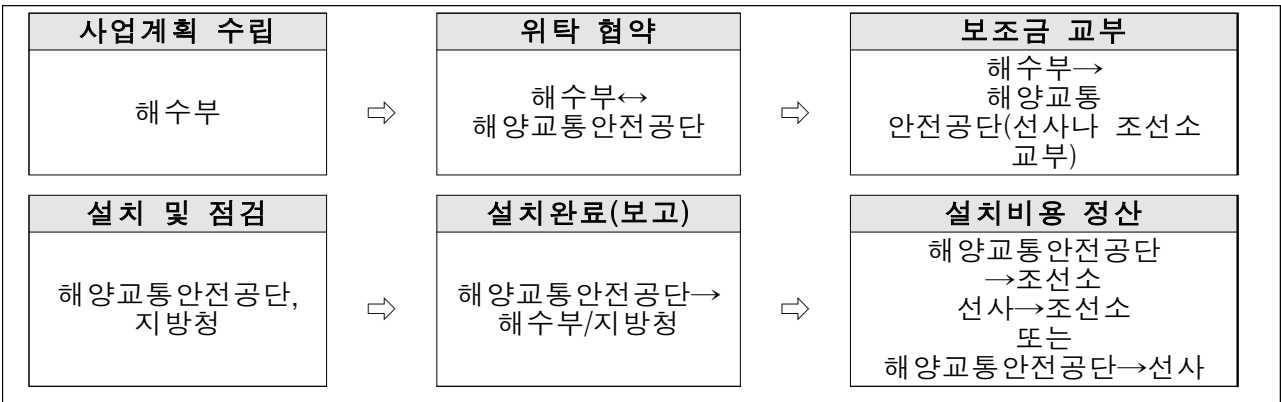 사업계획 수립
해수부
⇨
위탁 협약
해수부↔
해양교통안전공단
⇨
보조금 교부
해수부→
해양교통
안전공단(선사나 조선소
교부)
설치 및 점검
해양교통안전공단,
지방청
⇨
설치완료(보고)
해양교통안전공단→
해수부/지방청
⇨
설치비용 정산
해양교통안전공단
→조선소
선사→조선소
또는
해양교통안전공단→선사